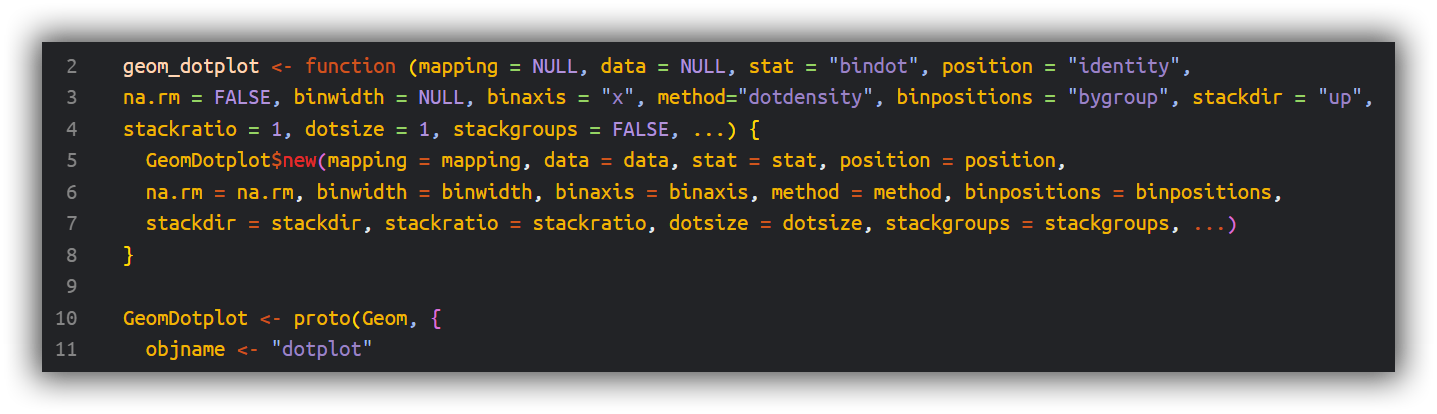 2 geom_dotplot <- function (mapping = NULL, data = NULL, stat = "bindot", position = "identity",
3 na.rm = FALSE, binwidth = NULL, binaxis = "x", method="dotdensity", binpositions = "bygroup", stackdir = "up",
4 stackratio = 1, dotsize = 1, stackgroups = FALSE, ...) {
5   GeomDotplot$new(mapping = mapping, data = data, stat = stat, position = position,
6   na.rm = na.rm, binwidth = binwidth, binaxis = binaxis, method = method, binpositions = binpositions,
7   stackdir = stackdir, stackratio = stackratio, dotsize = dotsize, stackgroups = stackgroups, ...)
8 }
9
10 GeomDotplot <- proto(Geom, {
11   objname <- "dotplot"